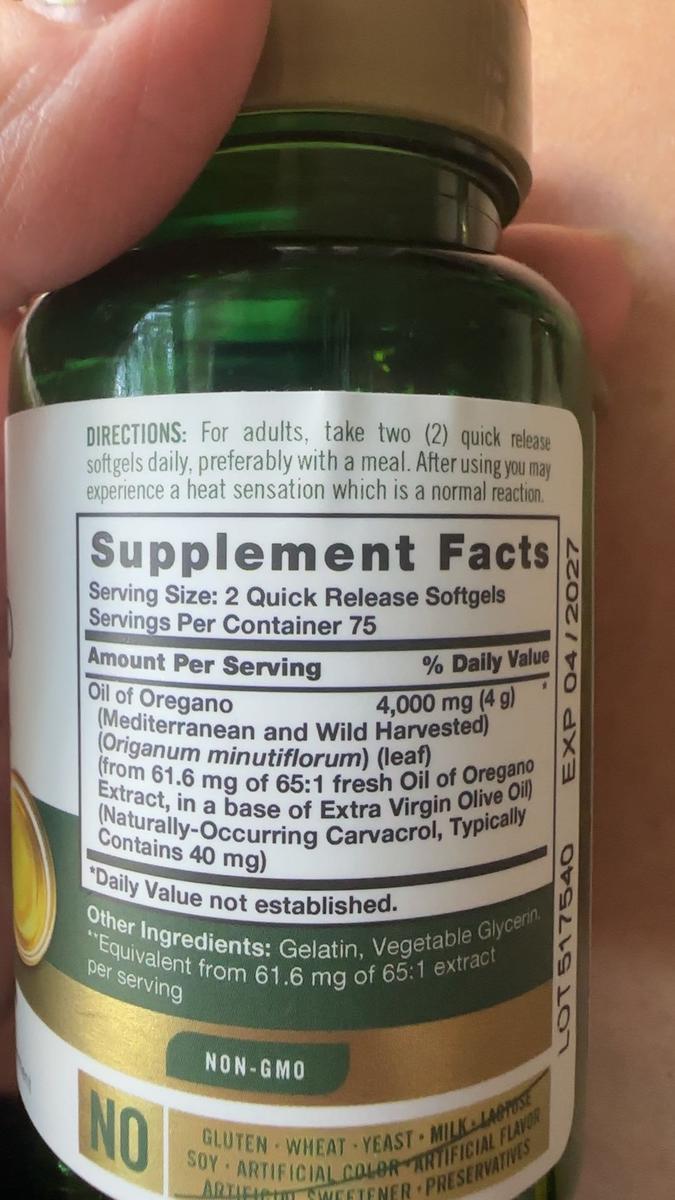 DIRECTIONS: For adults, take two (2) quick release
softgels daily, preferably with a meal. After using you may
experience a heat sensation which is a normal reaction.
Supplement Facts
Serving Size: 2 Quick Release Softgels
Servings Per Container 75
Amount Per Serving % Daily Value
Oil of Oregano 4,000 mg (4 g) *
(Mediterranean and Wild Harvested)
(Origanum minutiflorum) (leaf)
(from 61.6 mg of 65:1 fresh Oil of Oregano
Extract, in a base of Extra Virgin Olive Oil)
(Naturally-Occurring Carvacrol, Typically
Contains 40 mg)
*Daily Value not established.
Other Ingredients: Gelatin, Vegetable Glycerin.
**Equivalent from 61.6 mg of 65:1 extract
per serving
NON-GMO
NO
GLUTEN • WHEAT • YEAST • MILK • LACTOSE
SOY • ARTIFICIAL COLOR • ARTIFICIAL FLAVOR
ARTIFICIAL SWEETENER • PRESERVATIVES
LOT 517540 EXP 04/2027